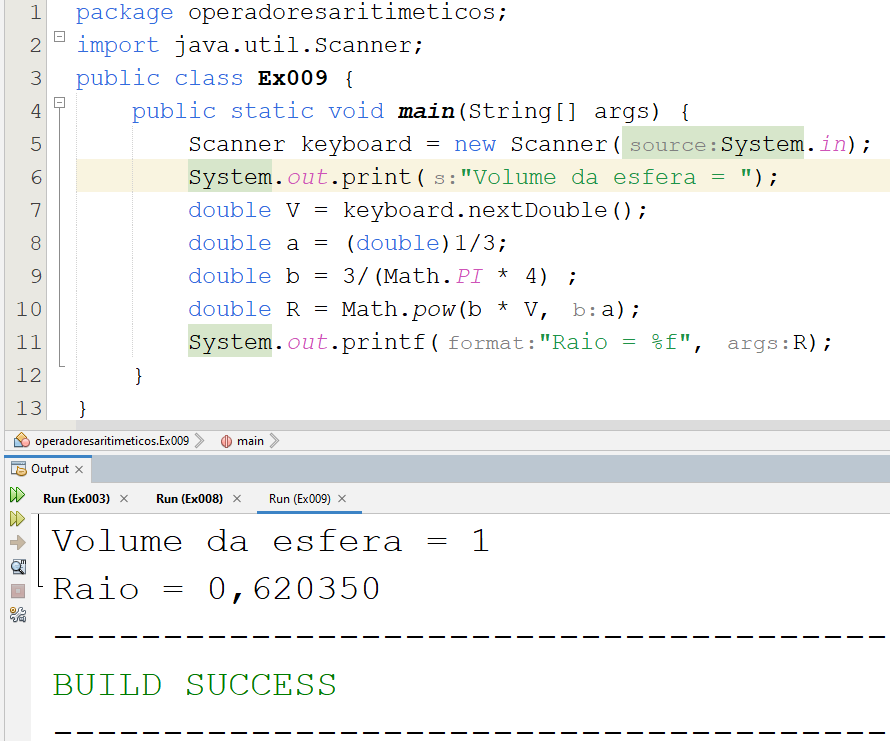 1 package operadoresaritimeticos;
2 import java.util.Scanner;
3 public class Ex009 {
4 public static void main(String[] args) {
5 Scanner keyboard = new Scanner(source:System.in);
6 System.out.print(s:"Volume da esfera = ");
7 double V = keyboard.nextDouble();
8 double a = (double)1/3;
9 double b = 3/(Math.PI * 4) ;
10 double R = Math.pow(b * V, b:a);
11 System.out.printf(format:"Raio = %f", args:R);
12 }
13 }
operadoresaritimeticos.Ex009 main
Output ×
Run (Ex003) × Run (Ex008) × Run (Ex009) ×
Volume da esfera = 1
Raio = 0,620350
--------------------------------------
BUILD SUCCESS
--------------------------------------